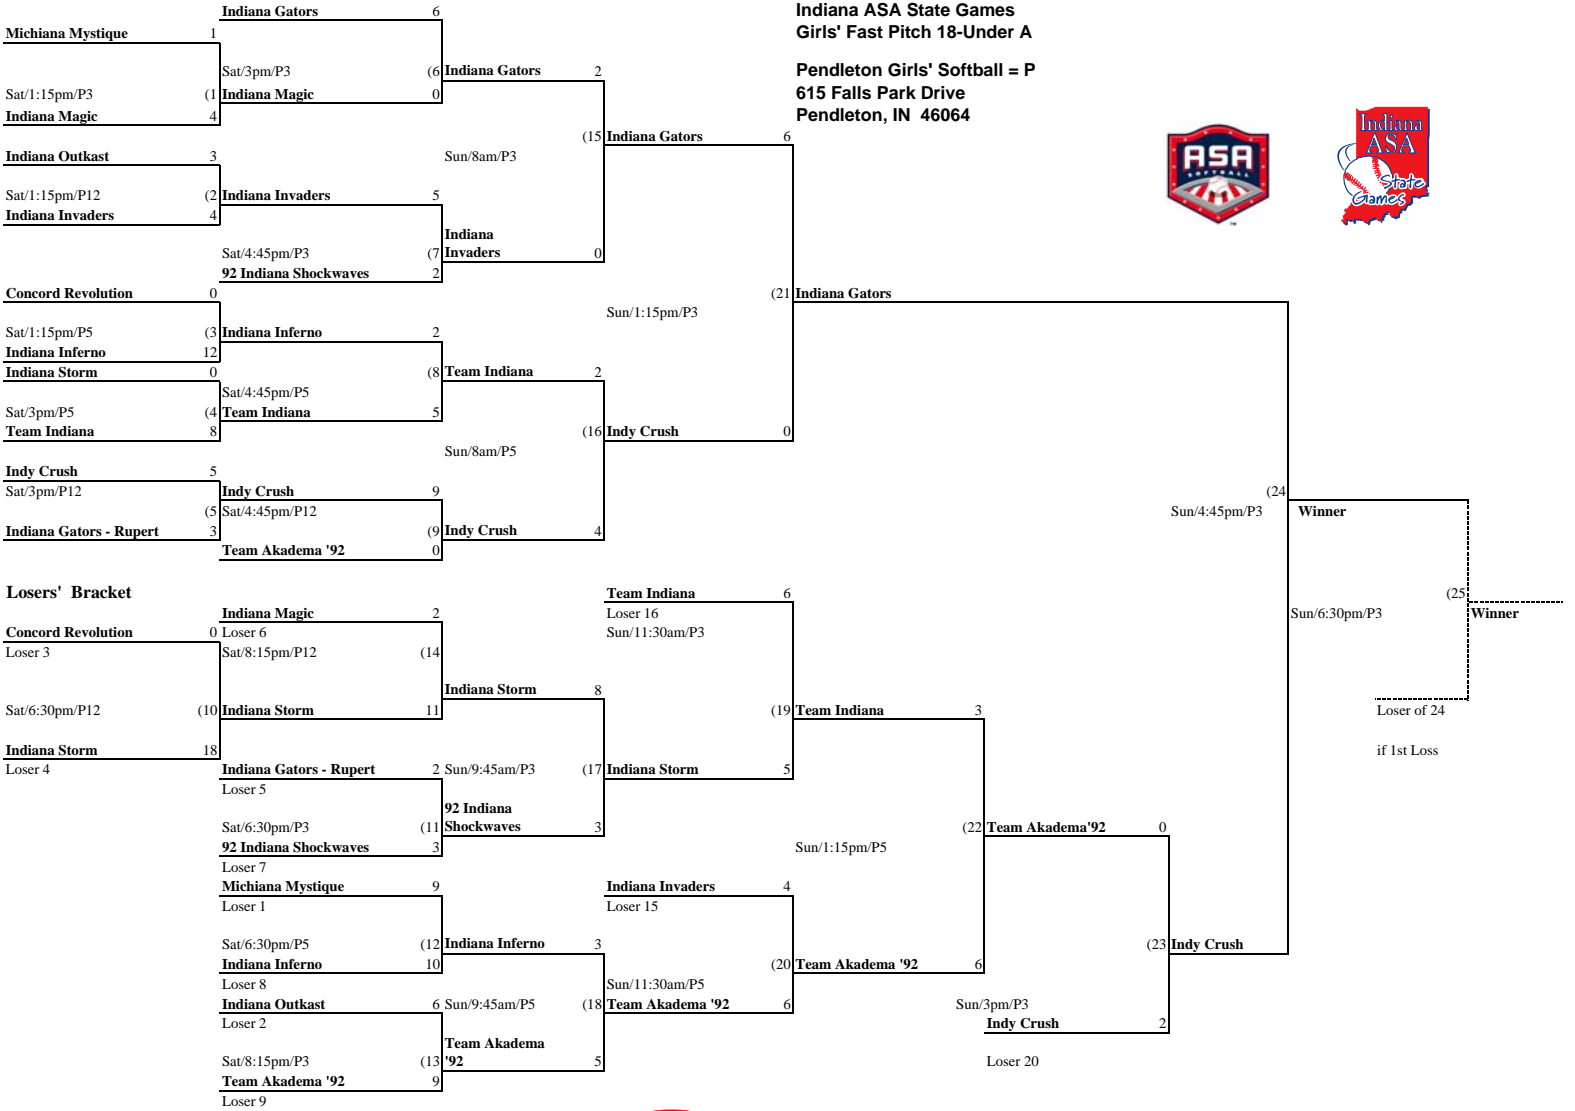 Indiana ASA State Games
Girls' Fast Pitch 18-Under A
Pendleton Girls' Softball = P
615 Falls Park Drive
Pendleton, IN 46064
ASA
Indiana
ASA
State
Games
Indiana Gators 6
Michiana Mystique 1
Sat/3pm/P3 (6 Indiana Gators 2
Sat/1:15pm/P3 (1 Indiana Magic 0
Indiana Magic 4
(15 Indiana Gators 6
Indiana Outkast 3
Sun/8am/P3
Sat/1:15pm/P12 (2 Indiana Invaders 5
Indiana Invaders 4
Indiana
Sat/4:45pm/P3 (7 Invaders 0
92 Indiana Shockwaves 2
Concord Revolution 0
(21 Indiana Gators
Sun/1:15pm/P3
Sat/1:15pm/P5 (3 Indiana Inferno 2
Indiana Inferno 12
Indiana Storm 0
(8 Team Indiana 2
Sat/4:45pm/P5
Sat/3pm/P5 (4 Team Indiana 5
Team Indiana 8
(16 Indy Crush 0
Sun/8am/P5
Indy Crush 5
Sat/3pm/P12
Indy Crush 9
(24
(5 Sat/4:45pm/P12
Sun/4:45pm/P3 Winner
Indiana Gators - Rupert 3
(9 Indy Crush 4
Team Akadema '92 0
Losers' Bracket
Team Indiana 6
(25
Indiana Magic 2
Loser 16
Sun/6:30pm/P3
Winner
Concord Revolution 0 Loser 6
Sun/11:30am/P3
Loser 3
Sat/8:15pm/P12 (14
Indiana Storm 8
Sat/6:30pm/P12 (10 Indiana Storm 11
(19 Team Indiana 3
Loser of 24
Indiana Storm 18
if 1st Loss
Loser 4
Indiana Gators - Rupert 2 Sun/9:45am/P3 (17 Indiana Storm 5
Loser 5
92 Indiana
Sat/6:30pm/P3 (11 Shockwaves 3
(22 Team Akadema'92 0
92 Indiana Shockwaves 3
Sun/1:15pm/P5
Loser 7
Michiana Mystique 9
Indiana Invaders 4
Loser 1
Loser 15
Sat/6:30pm/P5 (12 Indiana Inferno 3
(23 Indy Crush
Indiana Inferno 10
(20 Team Akadema '92 6
Loser 8
Sun/11:30am/P5
Indiana Outkast 6 Sun/9:45am/P5 (18 Team Akadema '92 6
Sun/3pm/P3
Loser 2
Indy Crush 2
Team Akadema
Sat/8:15pm/P3 (13 '92 5
Loser 20
Team Akadema '92 9
Loser 9